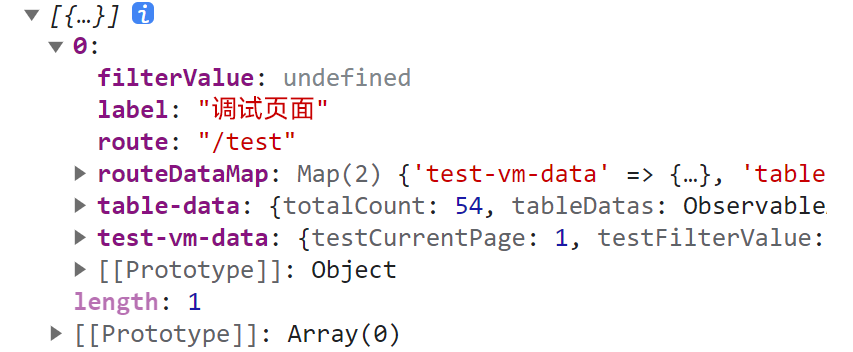 [{…}] i
0:
filterValue: undefined
label: "调试页面"
route: "/test"
routeDataMap: Map(2) {'test-vm-data' => {…}, 'table
table-data: {totalCount: 54, tableDatas: Observable
test-vm-data: {testCurrentPage: 1, testFilterValue:
[[Prototype]]: Object
length: 1
[[Prototype]]: Array(0)